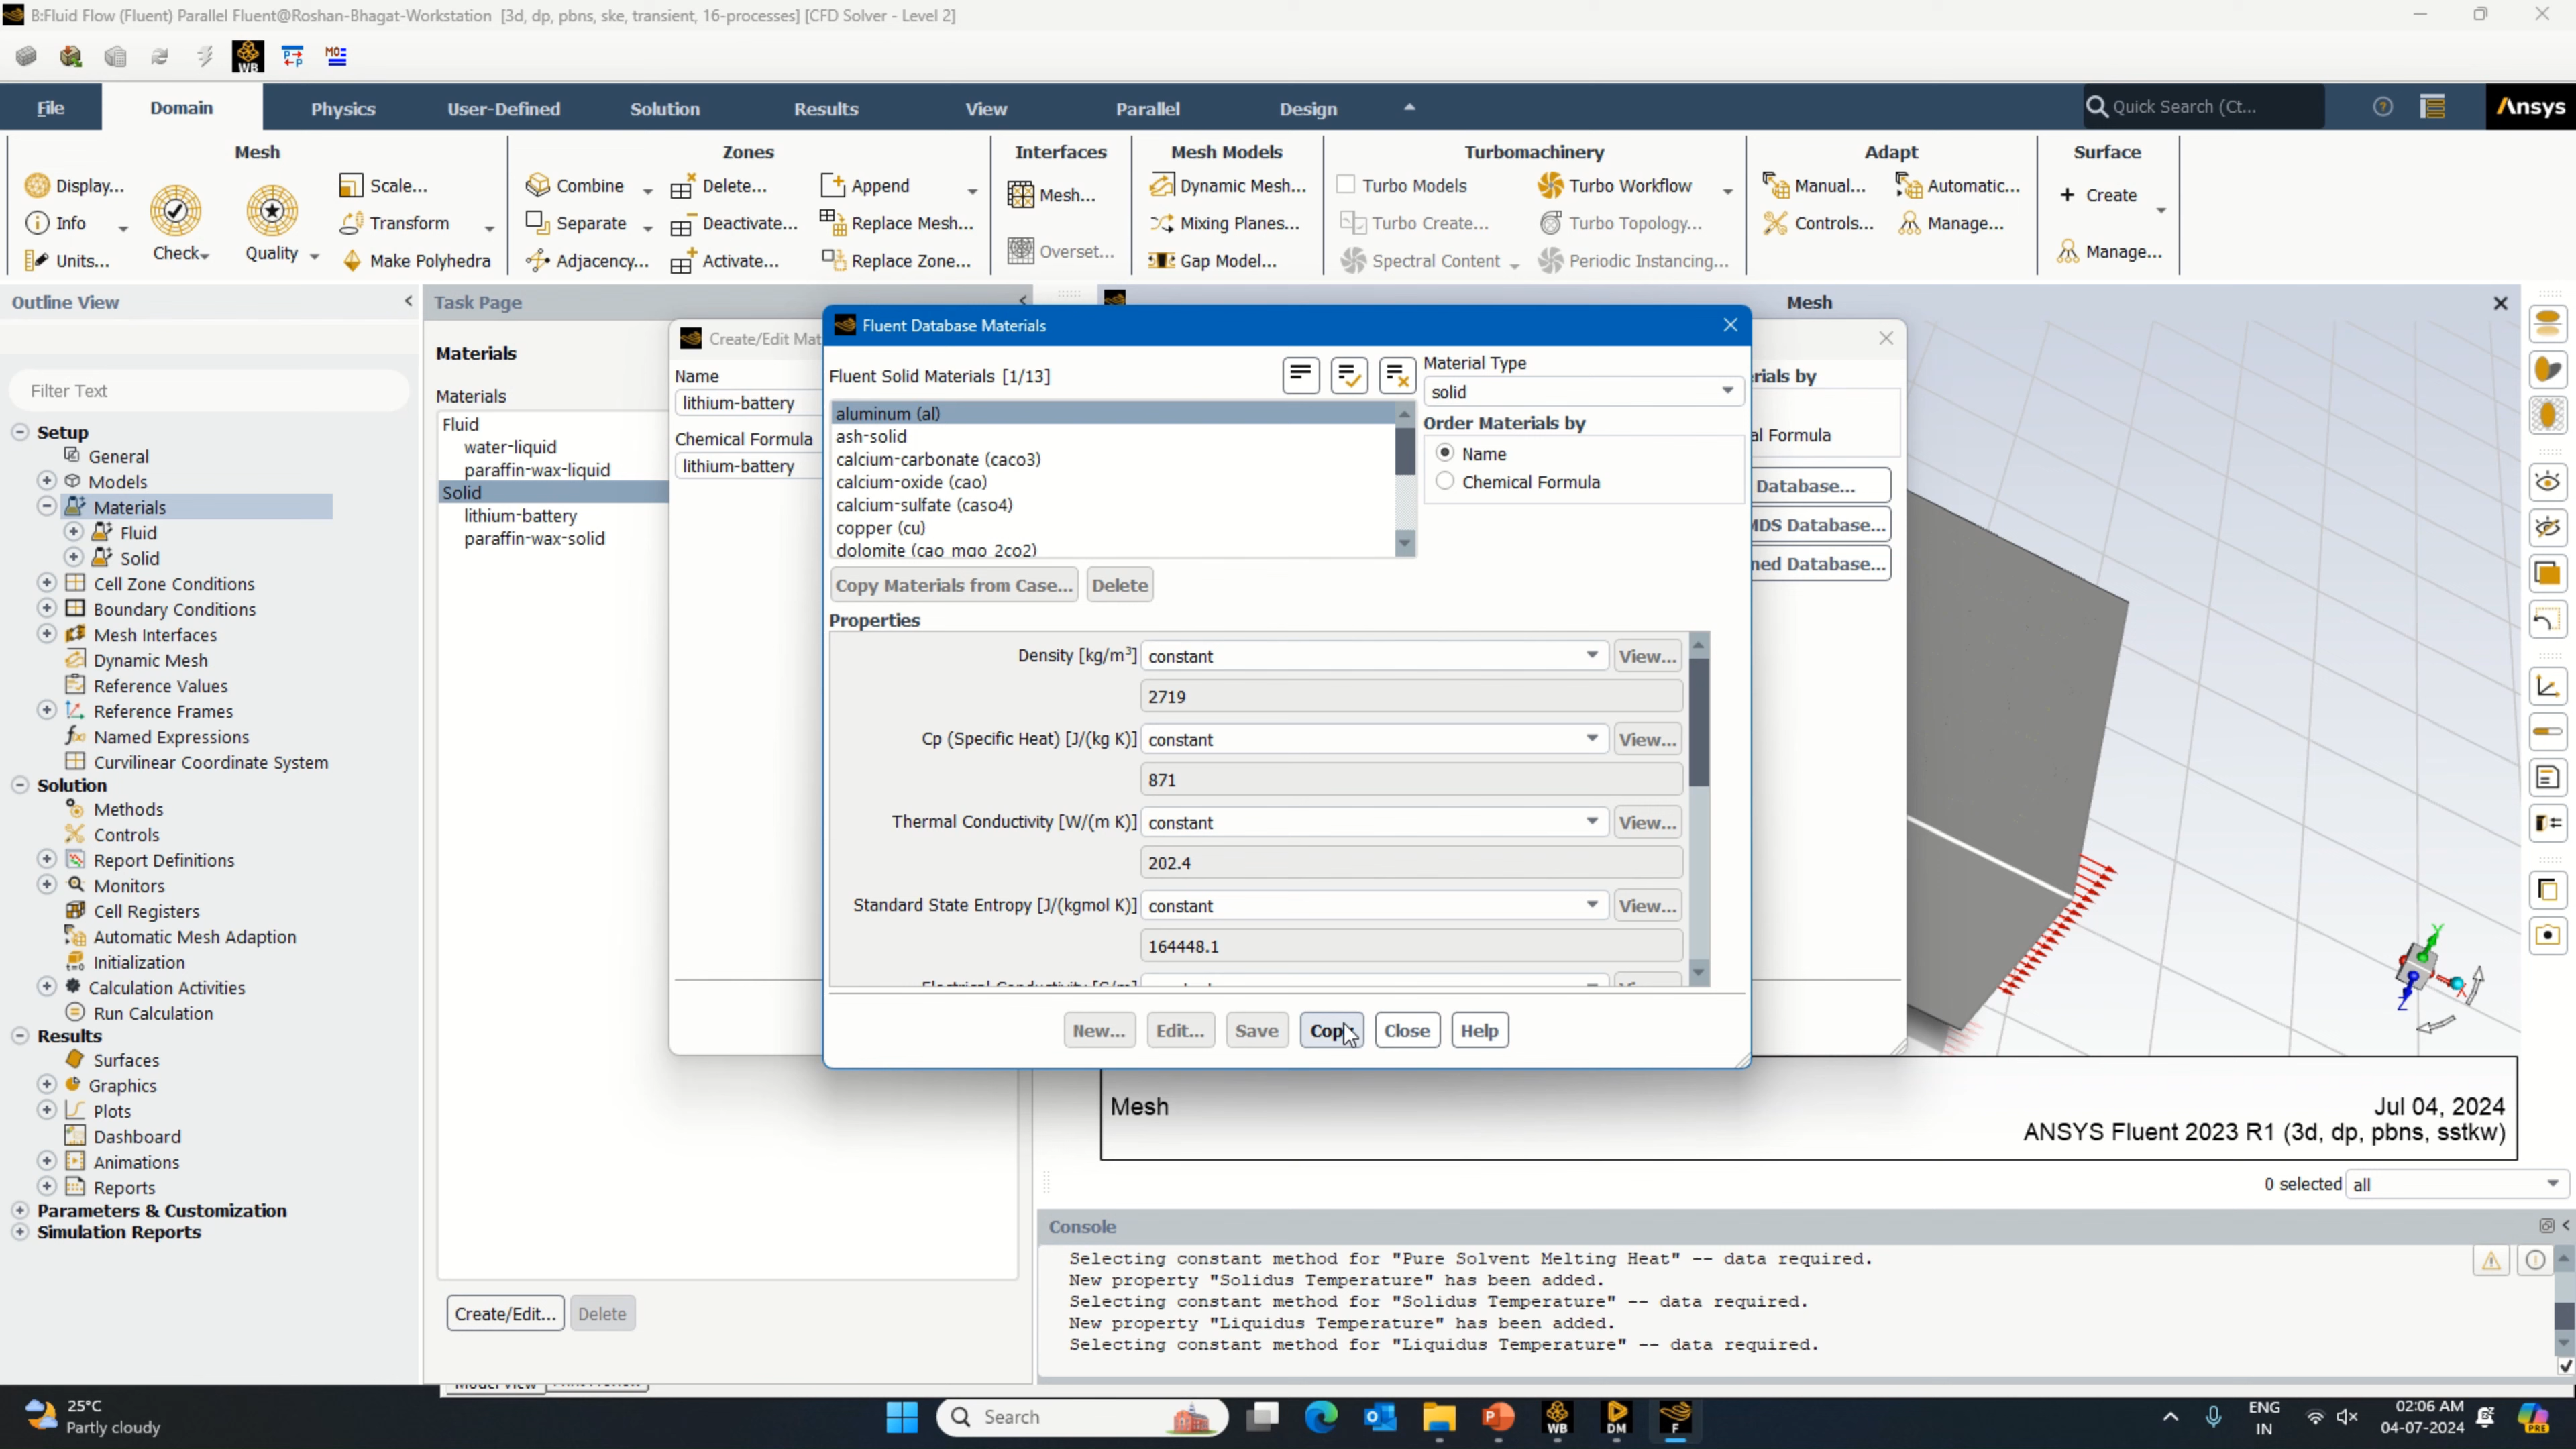 B:Fluid Flow (Fluent) Parallel Fluent@Roshan-Bhagat-Workstation [3d, dp, pbns, ske, transient, 16-processes] [CFD Solver - Level 2]
WB
File Domain Physics User-Defined Solution Results View Parallel Design Quick Search (Ct... Ansys
Mesh Zones Interfaces Mesh Models Turbomachinery Adapt Surface
Display... Scale... Combine Delete... Append Mesh... Dynamic Mesh... Turbo Models Turbo Workflow Manual... Automatic... + Create
Info Check Quality Transform Separate Deactivate... Replace Mesh... Mixing Planes... Turbo Create... Turbo Topology... Controls... Manage...
Units... Make Polyhedra Adjacency... Activate... Replace Zone... Overset... Gap Model... Spectral Content Periodic Instancing... Manage...
Outline View
Filter Text
Setup
General
Models
Materials
Fluid
Solid
Cell Zone Conditions
Boundary Conditions
Mesh Interfaces
Dynamic Mesh
Reference Values
Reference Frames
Named Expressions
Curvilinear Coordinate System
Solution
Methods
Controls
Report Definitions
Monitors
Cell Registers
Automatic Mesh Adaption
Initialization
Calculation Activities
Run Calculation
Results
Surfaces
Graphics
Plots
Dashboard
Animations
Reports
Parameters & Customization
Simulation Reports
Task Page
Materials
Materials
Fluid
water-liquid
paraffin-wax-liquid
Solid
lithium-battery
paraffin-wax-solid
Create/Edit... Delete
Create/Edit Mat
Name
lithium-battery
Chemical Formula
lithium-battery
Fluent Database Materials
Fluent Solid Materials [1/13]
aluminum (al)
ash-solid
calcium-carbonate (caco3)
calcium-oxide (cao)
calcium-sulfate (caso4)
copper (cu)
dolomite (cao_mgo_2co2)
Material Type
solid
Order Materials by
Name
Chemical Formula
Copy Materials from Case... Delete
Properties
Density [kg/m³] constant View...
2719
Cp (Specific Heat) [J/(kg K)] constant View...
871
Thermal Conductivity [W/(m K)] constant View...
202.4
Standard State Entropy [J/(kgmol K)] constant View...
164448.1
New... Edit... Save Copy Close Help
rials by
al Formula
Database...
MDS Database...
ned Database...
Mesh
Y
X
Z
Mesh
Jul 04, 2024
ANSYS Fluent 2023 R1 (3d, dp, pbns, sstkw)
0 selected all
Console
Selecting constant method for "Pure Solvent Melting Heat" -- data required.
New property "Solidus Temperature" has been added.
Selecting constant method for "Solidus Temperature" -- data required.
New property "Liquidus Temperature" has been added.
Selecting constant method for "Liquidus Temperature" -- data required.
25°C
Partly cloudy
Search
WB DM F
ENG
IN
02:06 AM
04-07-2024
PRE